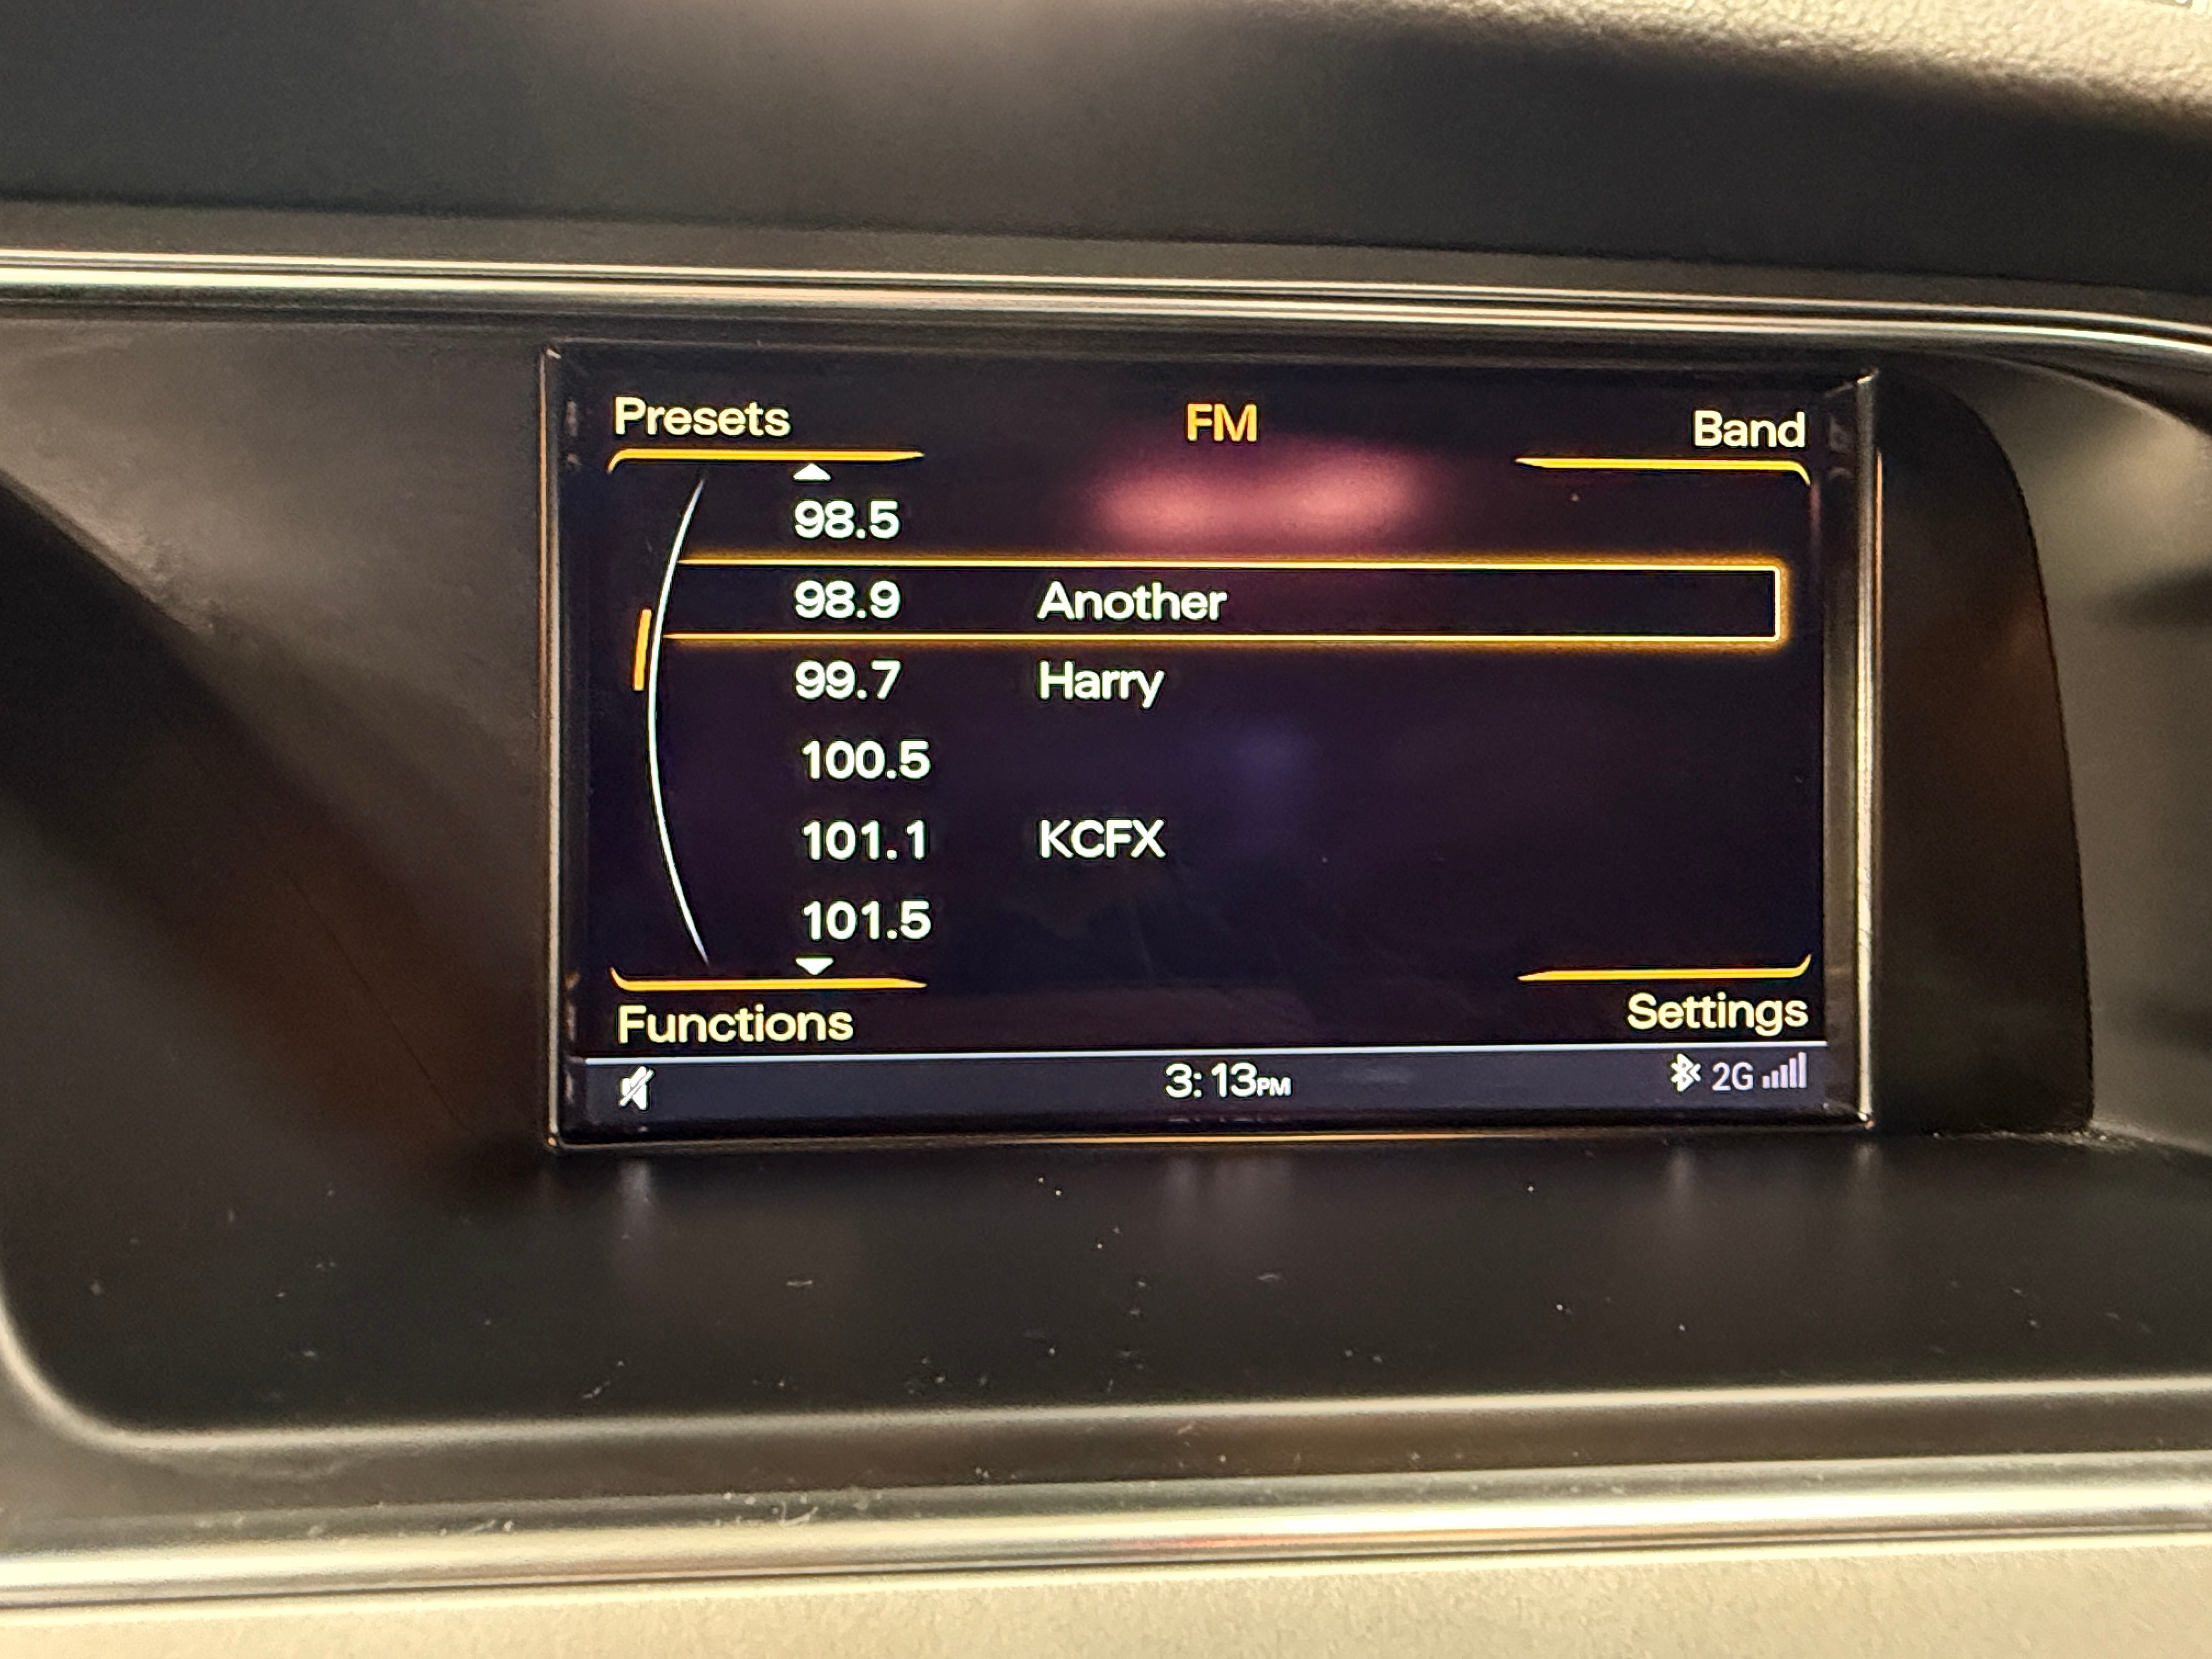 Presets FM Band
98.5
98.9 Another
99.7 Harry
100.5
101.1 KCFX
101.5
Functions Settings
3:13PM 2G